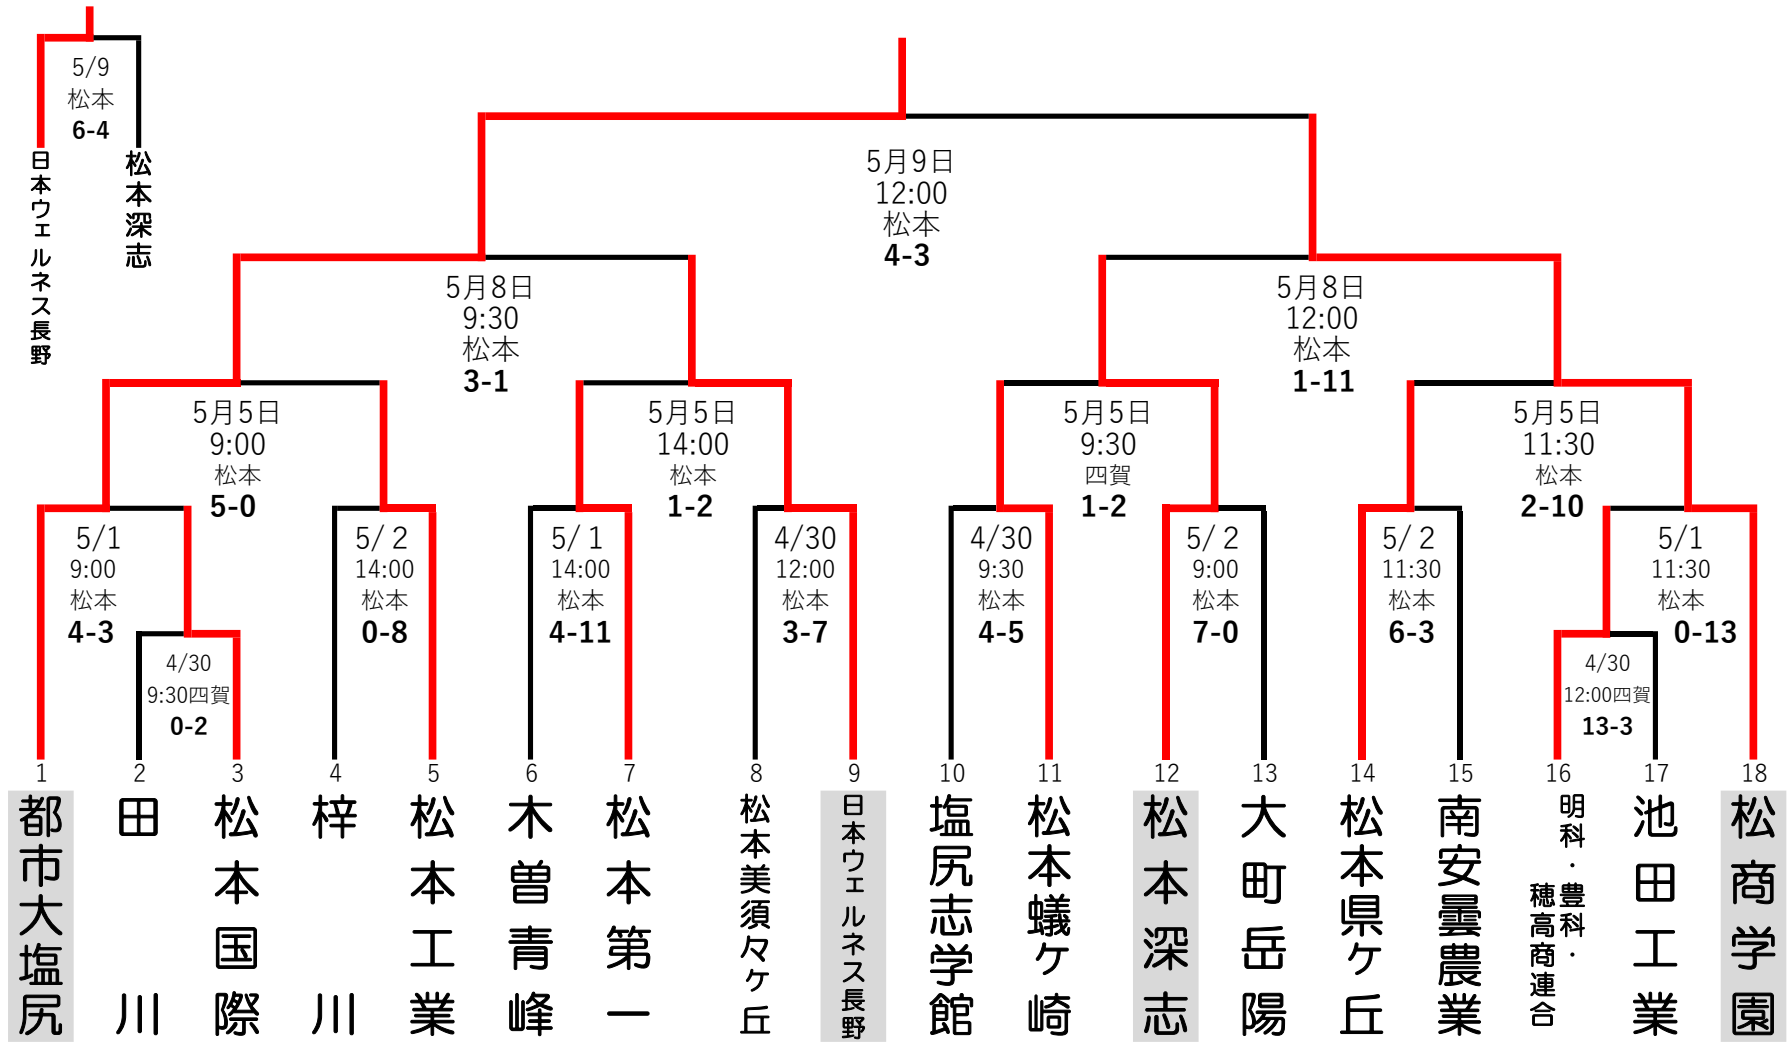 5/9
松本
6-4
日本ウェルネス長野
松本深志
5月9日
12:00
松本
4-3
5月8日
9:30
松本
3-1
5月8日
12:00
松本
1-11
5月5日
9:00
松本
5-0
5月5日
14:00
松本
1-2
5月5日
9:30
四賀
1-2
5月5日
11:30
松本
2-10
5/1
9:00
松本
4-3
5/2
14:00
松本
0-8
5/1
14:00
松本
4-11
4/30
12:00
松本
3-7
4/30
9:30
松本
4-5
5/2
9:00
松本
7-0
5/2
11:30
松本
6-3
5/1
11:30
松本
0-13
4/30
9:30四賀
0-2
4/30
12:00四賀
13-3
1
都市大塩尻
2
田川
3
松本国際
4
梓川
5
松本工業
6
木曽青峰
7
松本第一
8
松本美須々ヶ丘
9
日本ウェルネス長野
10
塩尻志学館
11
松本蟻ケ崎
12
松本深志
13
大町岳陽
14
松本県ケ丘
15
南安曇農業
16
明科・豊科・
穂高商連合
17
池田工業
18
松商学園